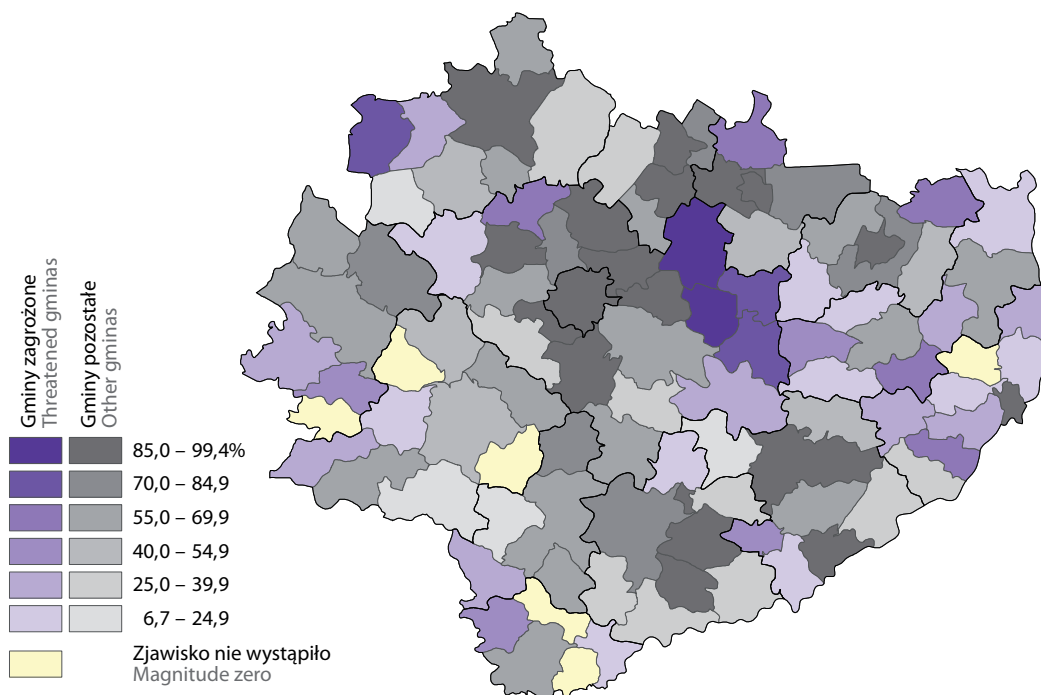 Gminy zagrożone
Threatened gminas
Gminy pozostałe
Other gminas
85,0 – 99,4%
70,0 – 84,9
55,0 – 69,9
40,0 – 54,9
25,0 – 39,9
6,7 – 24,9
Zjawisko nie wystąpiło
Magnitude zero